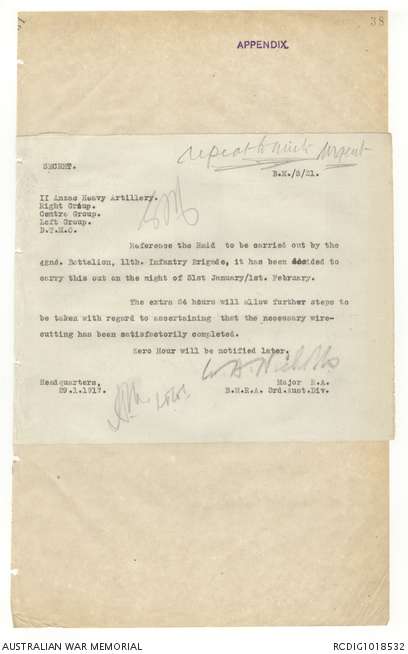 38
APPENDIX.
repeat to
Urgent
SECRET.
B.M./5/21.
II Anzac Heavy Artillery.
Right Group.
Centre Group.
Left Group.
D.T.M.O.
Reference the Raid to be carried out by the
42nd. Battalion, 11th. Infantry Brigade, it has been decided to
carry this out on the night of 31st January/1st. February.
The extra 24 hours will allow further steps to
be taken with regard to ascertaining that the necessary wire-
cutting has been satisfactorily completed.
Zero Hour will be notified later.
Headquarters,
Major R.A.
29.1.1917.
B.M.R.A. 3rd.Aust.Div.
AUSTRALIAN WAR MEMORIAL
RCDIG1018532